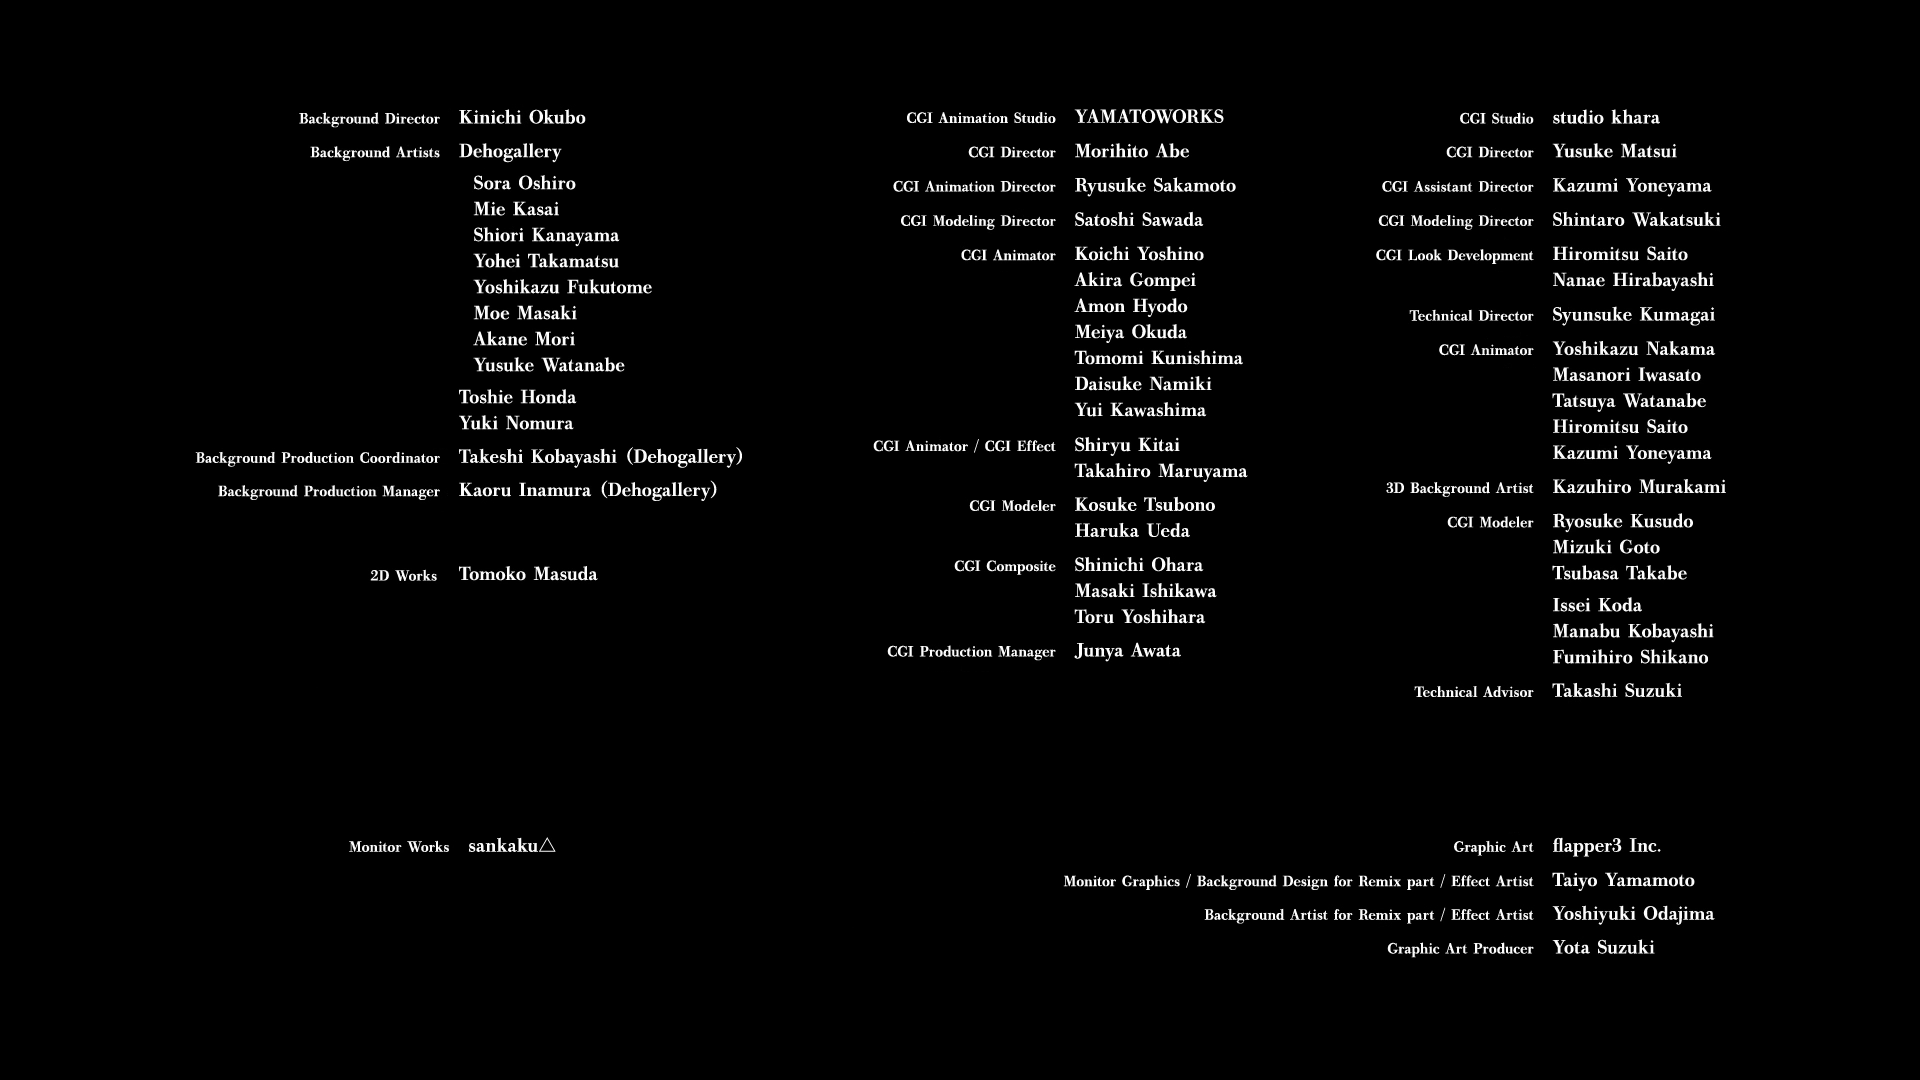 Background Director Kinichi Okubo
Background Artists Dehogallery
Sora Oshiro
Mie Kasai
Shiori Kanayama
Yohei Takamatsu
Yoshikazu Fukutome
Moe Masaki
Akane Mori
Yusuke Watanabe
Toshie Honda
Yuki Nomura
Background Production Coordinator Takeshi Kobayashi (Dehogallery)
Background Production Manager Kaoru Inamura (Dehogallery)
2D Works Tomoko Masuda
CGI Animation Studio YAMATOWORKS
CGI Director Morihito Abe
CGI Animation Director Ryusuke Sakamoto
CGI Modeling Director Satoshi Sawada
CGI Animator Koichi Yoshino
Akira Gompei
Amon Hyodo
Meiya Okuda
Tomomi Kunishima
Daisuke Namiki
Yui Kawashima
CGI Animator / CGI Effect Shiryu Kitai
Takahiro Maruyama
CGI Modeler Kosuke Tsubono
Haruka Ueda
CGI Composite Shinichi Ohara
Masaki Ishikawa
Toru Yoshihara
CGI Production Manager Junya Awata
CGI Studio studio khara
CGI Director Yusuke Matsui
CGI Assistant Director Kazumi Yoneyama
CGI Modeling Director Shintaro Wakatsuki
CGI Look Development Hiromitsu Saito
Nanae Hirabayashi
Technical Director Syunsuke Kumagai
CGI Animator Yoshikazu Nakama
Masanori Iwasato
Tatsuya Watanabe
Hiromitsu Saito
Kazumi Yoneyama
3D Background Artist Kazuhiro Murakami
CGI Modeler Ryosuke Kusudo
Mizuki Goto
Tsubasa Takabe
Issei Koda
Manabu Kobayashi
Fumihiro Shikano
Technical Advisor Takashi Suzuki
Monitor Works sankaku△
Graphic Art flapper3 Inc.
Monitor Graphics / Background Design for Remix part / Effect Artist Taiyo Yamamoto
Background Artist for Remix part / Effect Artist Yoshiyuki Odajima
Graphic Art Producer Yota Suzuki